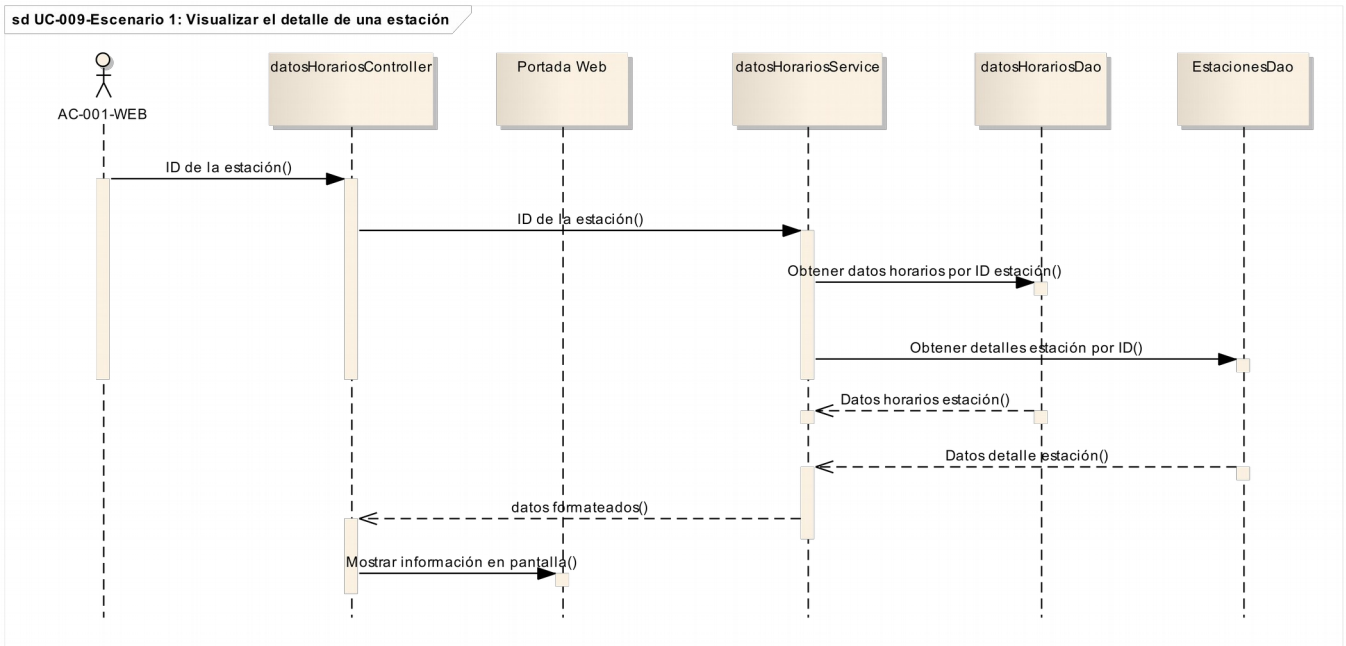 sd UC-009-Escenario 1: Visualizar el detalle de una estación
AC-001-WEB
datosHorariosController
Portada Web
datosHorariosService
datosHorariosDao
EstacionesDao
ID de la estación()
ID de la estación()
Obtener datos horarios por ID estación()
Obtener detalles estación por ID()
Datos horarios estación()
Datos detalle estación()
datos formateados()
Mostrar información en pantalla()